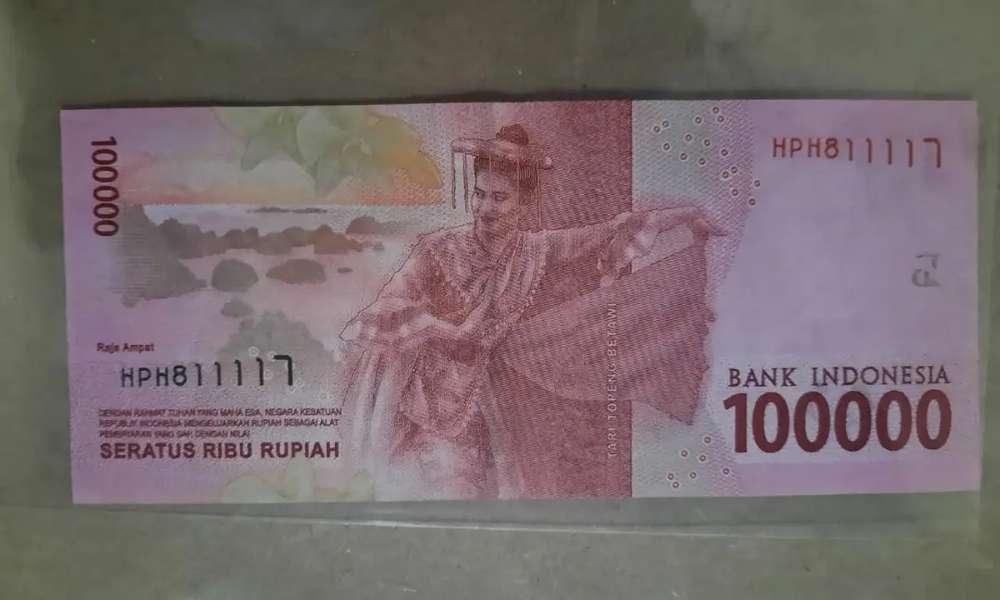 100000
HPH811117
Raja Ampat
HPH811117
DENGAN RAHMAT TUHAN YANG MAHA ESA, NEGARA KESATUAN
REPUBLIK INDONESIA MENGELUARKAN RUPIAH SEBAGAI ALAT
PEMBAYARAN YANG SAH DENGAN NILAI
SERATUS RIBU RUPIAH
TARI TOPENG BETAWI
BANK INDONESIA
100000